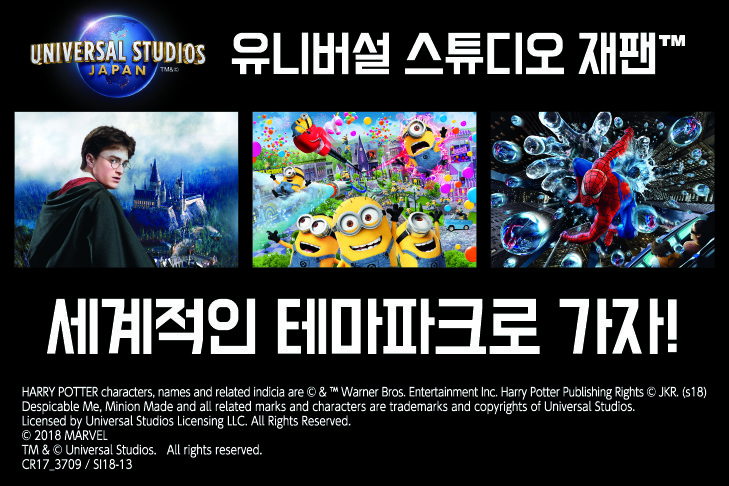 UNIVERSAL STUDIOS
JAPAN TM&©
유니버설 스튜디오 재팬™
세계적인 테마파크로 가자!
HARRY POTTER characters, names and related indicia are © & ™ Warner Bros. Entertainment Inc. Harry Potter Publishing Rights © JKR. (s18)
Despicable Me, Minion Made and all related marks and characters are trademarks and copyrights of Universal Studios.
Licensed by Universal Studios Licensing LLC. All Rights Reserved.
© 2018 MARVEL
TM & © Universal Studios. All rights reserved.
CR17_3709 / SI18-13